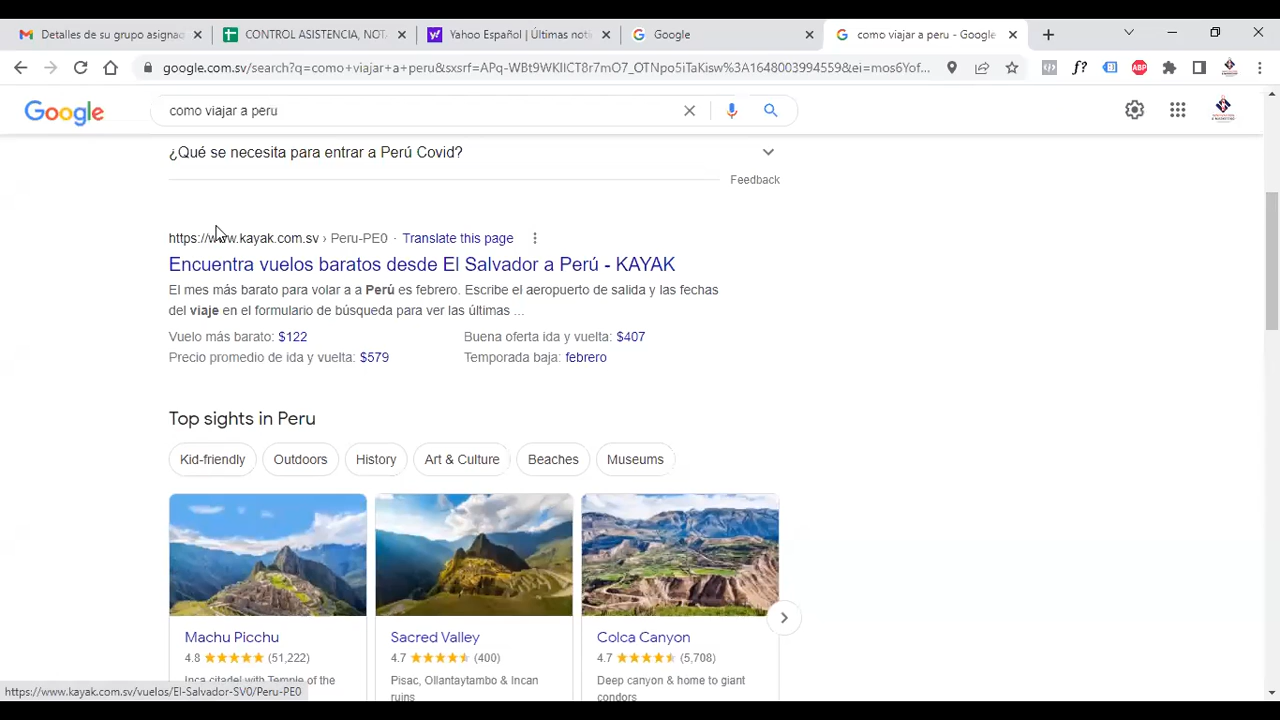 Detalles de su grupo asignad
CONTROL ASISTENCIA, NOT
Yahoo Español | Últimas noti
Google
como viajar a peru - Google
google.com.sv/search?q=como+viajar+a+peru&sxsrf=APq-WBt9WKIICT8r7mO7_OTNpo5iTaKisw%3A1648003994559&ei=mos6Yof...
Google
como viajar a peru
¿Qué se necesita para entrar a Perú Covid?
Feedback
https://www.kayak.com.sv › Peru-PE0 · Translate this page
Encuentra vuelos baratos desde El Salvador a Perú - KAYAK
El mes más barato para volar a a Perú es febrero. Escribe el aeropuerto de salida y las fechas
del viaje en el formulario de búsqueda para ver las últimas ...
Vuelo más barato: $122
Buena oferta ida y vuelta: $407
Precio promedio de ida y vuelta: $579
Temporada baja: febrero
Top sights in Peru
Kid-friendly
Outdoors
History
Art & Culture
Beaches
Museums
Machu Picchu
4.8 (51,222)
Inca citadel with Temple of the
Sacred Valley
4.7 (400)
Pisac, Ollantaytambo & Incan
ruins
Colca Canyon
4.7 (5,708)
Deep canyon & home to giant
condors
https://www.kayak.com.sv/vuelos/El-Salvador-SV0/Peru-PE0